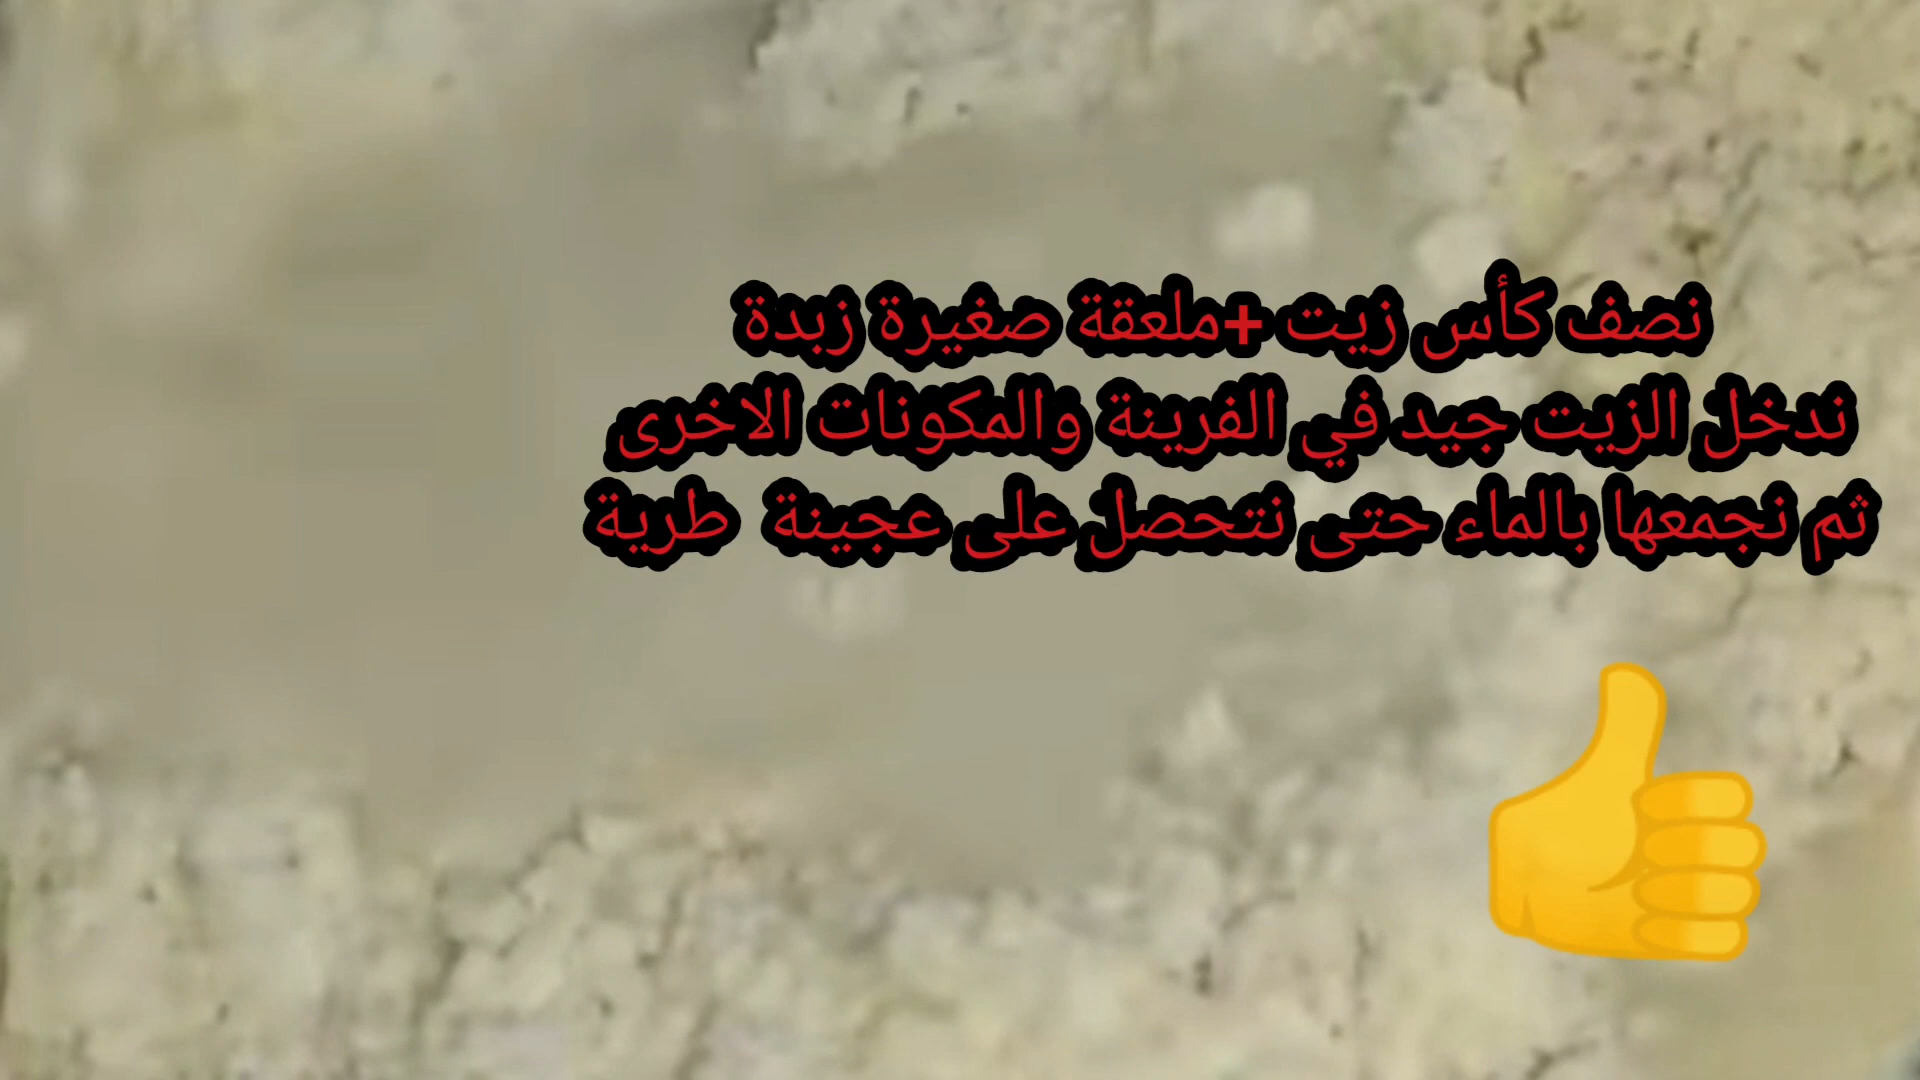 نصف كأس زيت +ملعقة صغيرة زبدة
ندخل الزيت جيد في الفرينة والمكونات الاخرى
ثم نجمعها بالماء حتى نتحصل على عجينة طرية